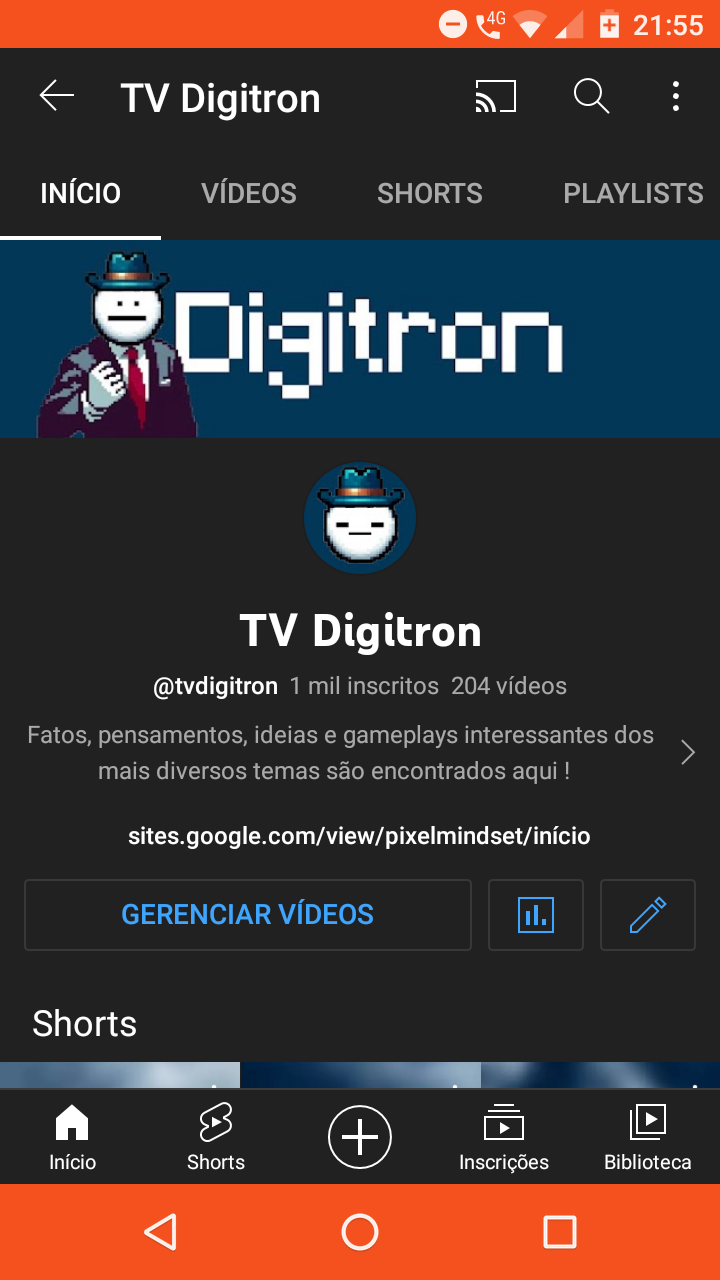 4G 21:55
TV Digitron
INÍCIO VÍDEOS SHORTS PLAYLISTS
Digitron
TV Digitron
@tvdigitron 1 mil inscritos 204 vídeos
Fatos, pensamentos, ideias e gameplays interessantes dos
mais diversos temas são encontrados aqui !
sites.google.com/view/pixelmindset/início
GERENCIAR VÍDEOS
Shorts
Início Shorts Inscrições Biblioteca